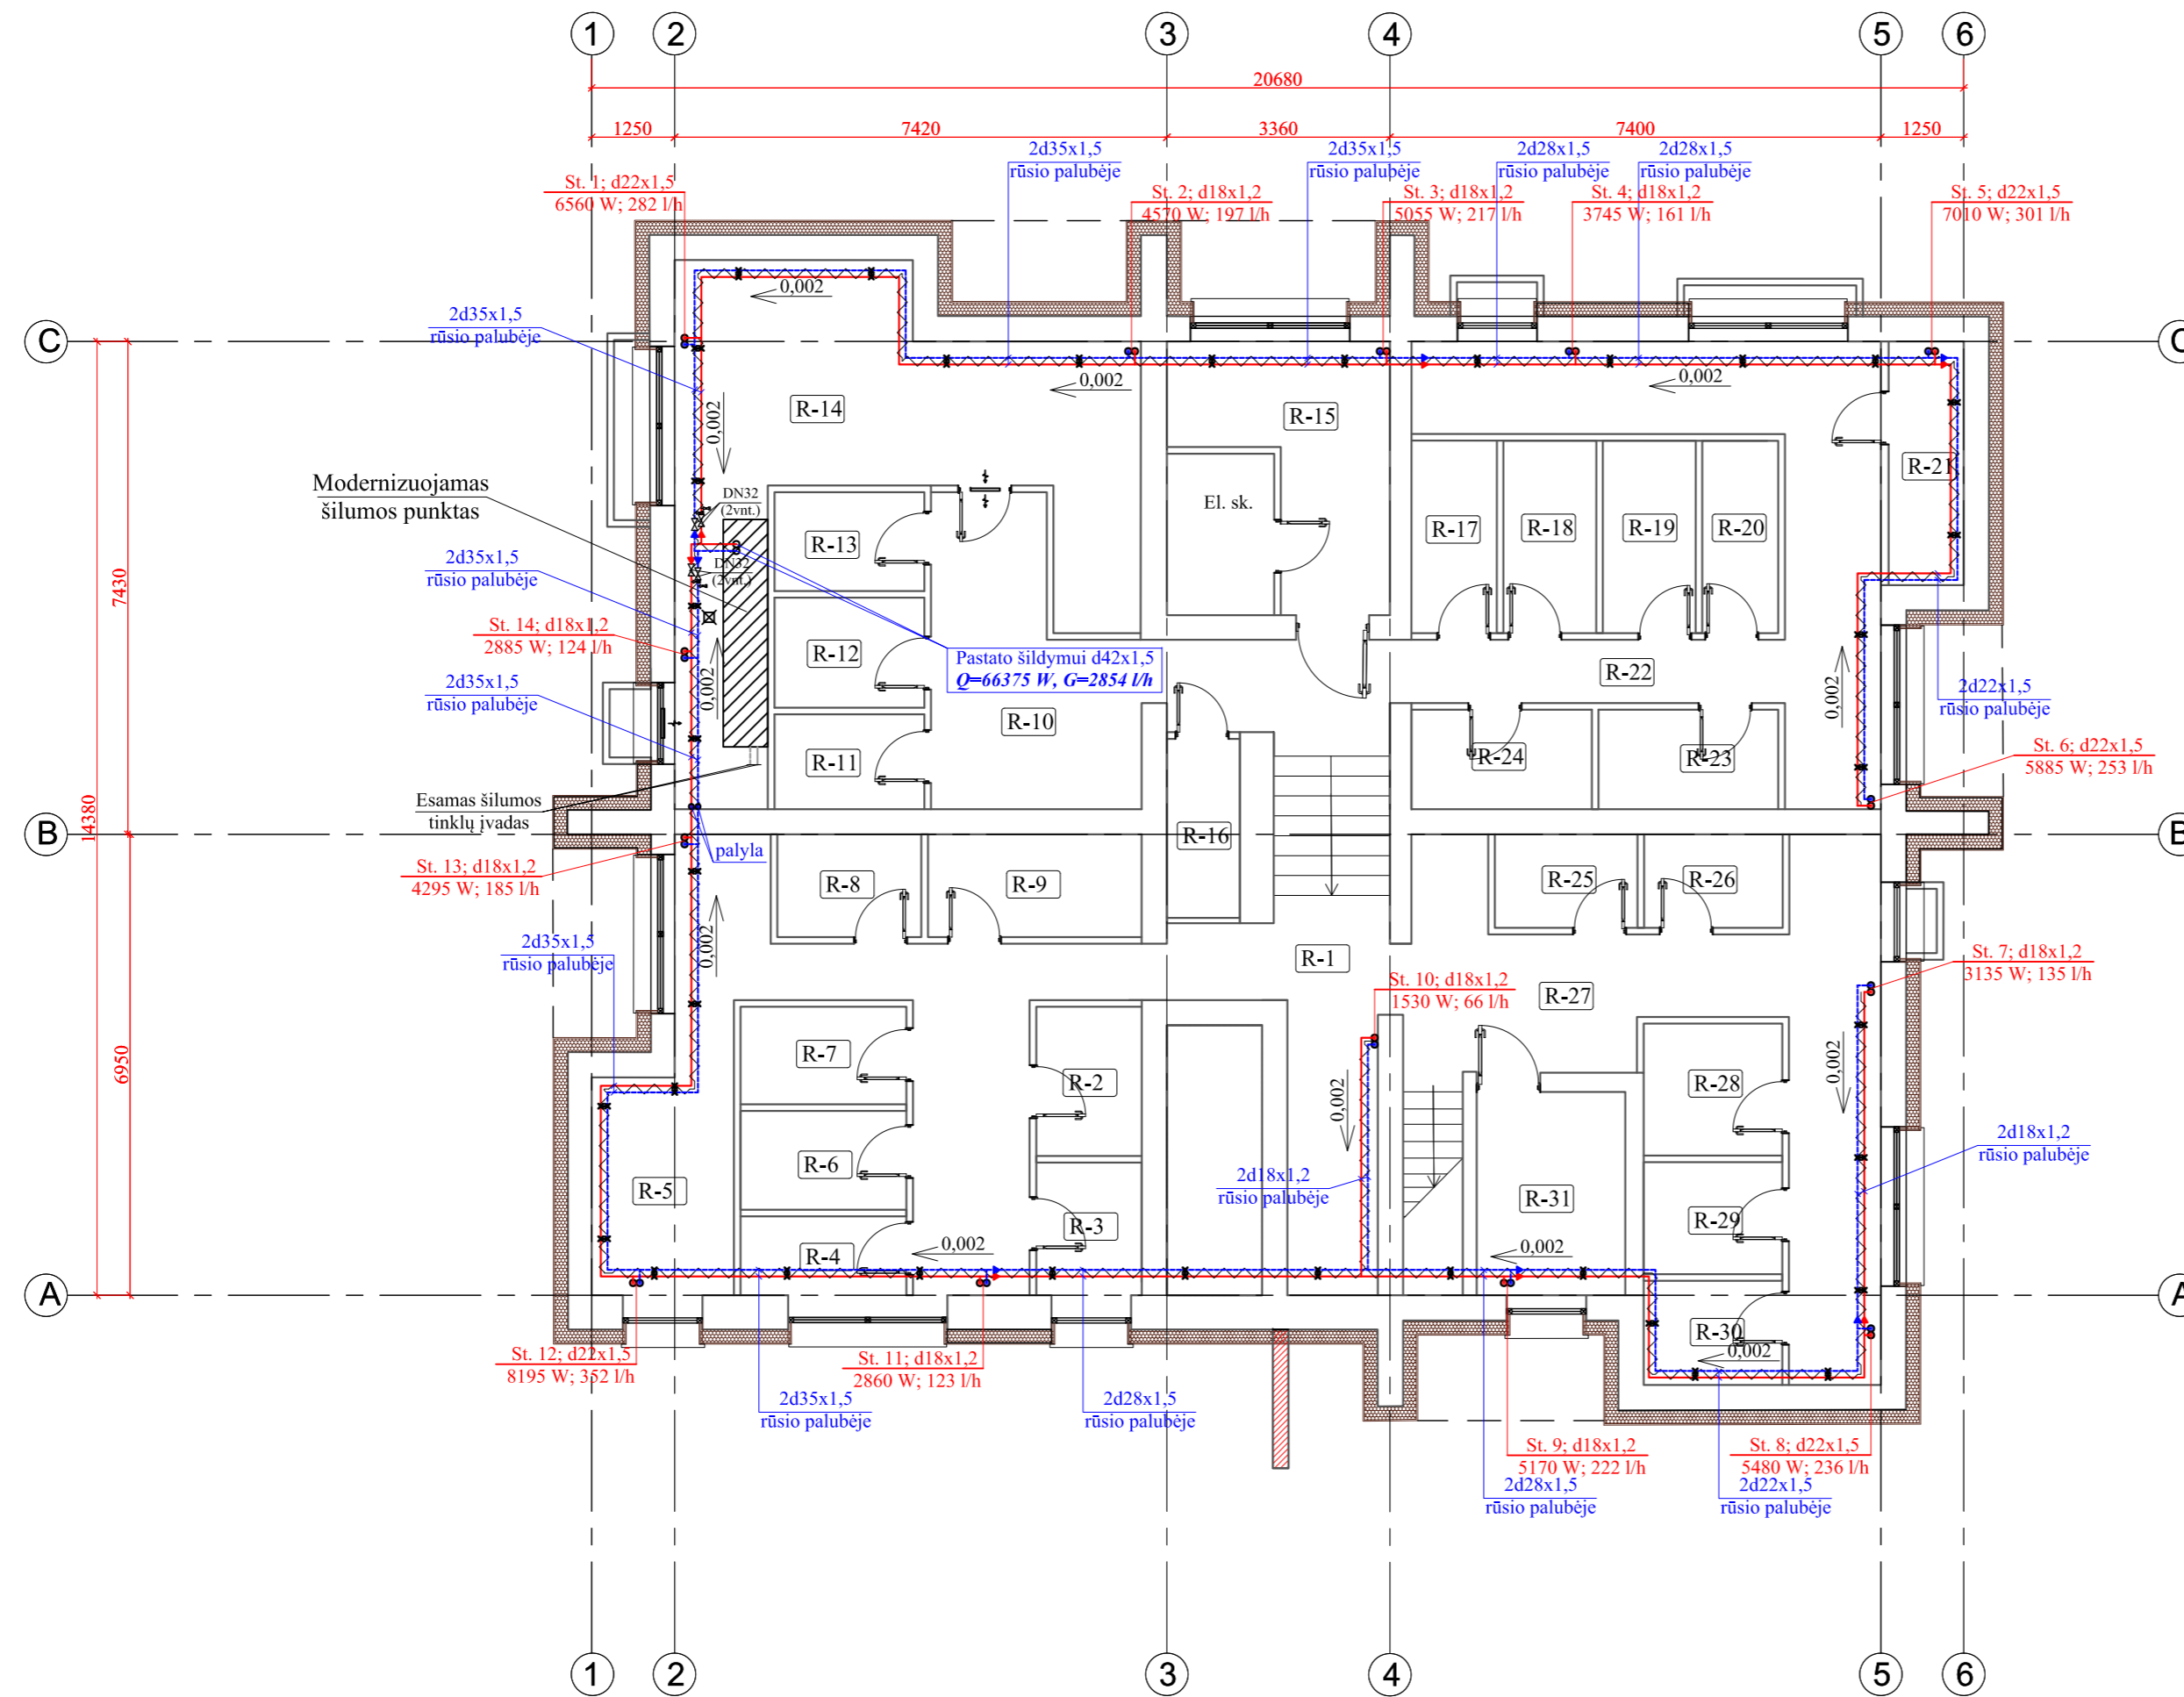 1
2
3
4
5
6
20680
1250
7420
3360
7400
1250
2d35x1,5
rūsio palubėje
2d35x1,5
rūsio palubėje
2d28x1,5
rūsio palubėje
2d28x1,5
rūsio palubėje
St. 1; d22x1,5
6560 W; 282 l/h
St. 2; d18x1,2
4570 W; 197 l/h
St. 3; d18x1,2
5055 W; 217 l/h
St. 4; d18x1,2
3745 W; 161 l/h
St. 5; d22x1,5
7010 W; 301 l/h
0,002
2d35x1,5
rūsio palubėje
C
C
0,002
0,002
0,002
R-14
R-15
R-21
Modernizuojamas
šilumos punktas
DN32
(2vnt.)
El. sk.
R-17
R-18
R-19
R-20
R-13
2d35x1,5
rūsio palubėje
DN32
(2vnt.)
7430
St. 14; d18x1,2
2885 W; 124 l/h
R-12
Pastato šildymui d42x1,5
Q=66375 W, G=2854 l/h
R-22
0,002
0,002
2d35x1,5
rūsio palubėje
2d22x1,5
rūsio palubėje
R-10
R-11
R-24
R-23
St. 6; d22x1,5
5885 W; 253 l/h
Esamas šilumos
tinklų įvadas
14380
B
B
R-16
palyla
St. 13; d18x1,2
4295 W; 185 l/h
R-8
R-9
R-25
R-26
2d35x1,5
rūsio palubėje
0,002
R-1
St. 7; d18x1,2
3135 W; 135 l/h
St. 10; d18x1,2
1530 W; 66 l/h
R-27
R-7
R-2
0,002
R-28
0,002
6950
R-6
2d18x1,2
rūsio palubėje
2d18x1,2
rūsio palubėje
R-5
R-31
R-3
R-29
R-4
0,002
0,002
A
A
R-30
0,002
St. 12; d22x1,5
8195 W; 352 l/h
St. 11; d18x1,2
2860 W; 123 l/h
2d35x1,5
rūsio palubėje
2d28x1,5
rūsio palubėje
St. 9; d18x1,2
5170 W; 222 l/h
St. 8; d22x1,5
5480 W; 236 l/h
2d28x1,5
rūsio palubėje
2d22x1,5
rūsio palubėje
1
2
3
4
5
6